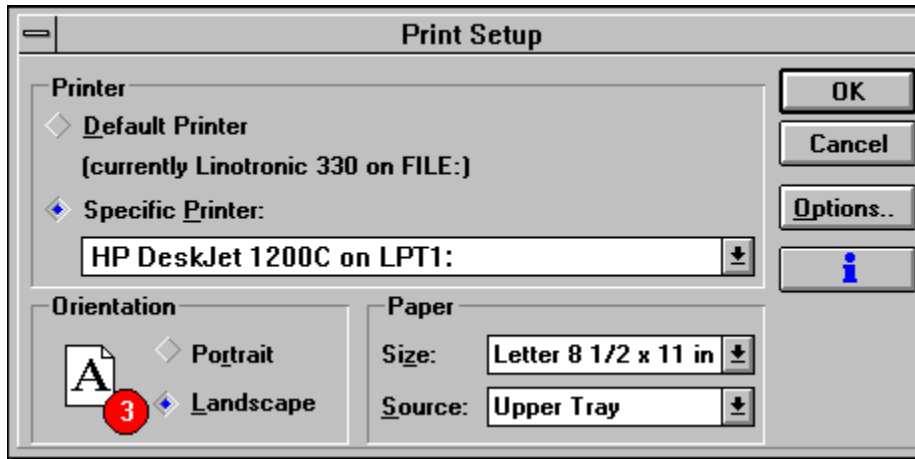 Print Setup
Printer
Default Printer
(currently Linotronic 330 on FILE:)
Specific Printer:
HP DeskJet 1200C on LPT1:
OK
Cancel
Options..
i
Orientation
A
3
Portrait
Landscape
Paper
Size: Letter 8 1/2 x 11 in
Source: Upper Tray